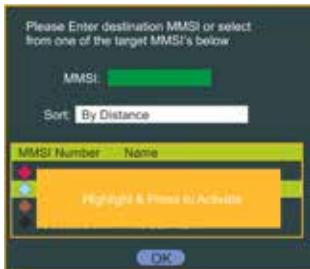 Please Enter destination MMSI or select
from one of the target MMSI's below
MMSI:
Sort: By Distance
MMSI Number Name
Highlight & Press to Activate
OK